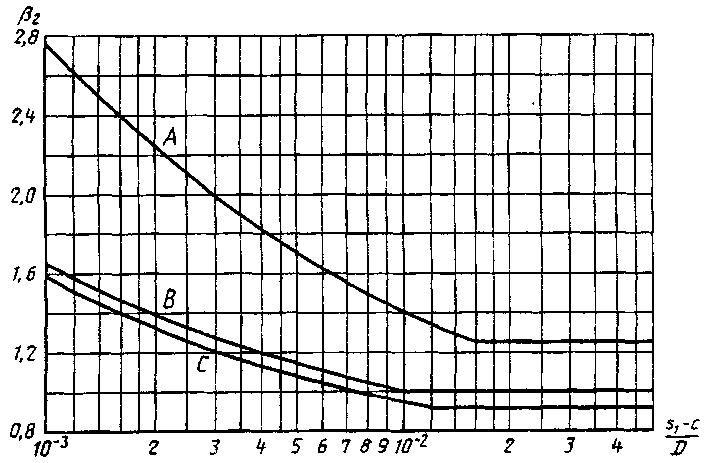 β₂
2,8
2,4
2,0
1,6
1,2
0,8
A
B
C
10⁻³ 2 3 4 5 6 7 8 9 10⁻² 2 3 4
s₁-c
D